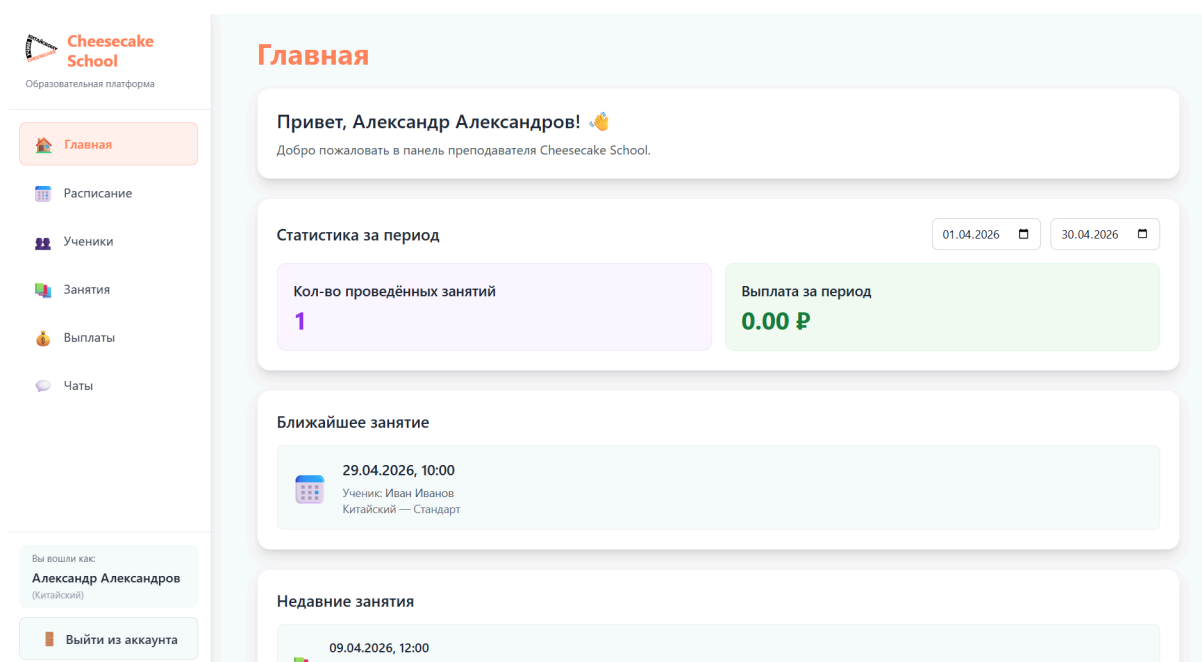 Cheesecake
School
Образовательная платформа
Главная
Расписание
Ученики
Занятия
Выплаты
Чаты
Вы вошли как:
Александр Александров
(Китайский)
Выйти из аккаунта
Главная
Привет, Александр Александров! 👋
Добро пожаловать в панель преподавателя Cheesecake School.
Статистика за период
01.04.2026
30.04.2026
Кол-во проведённых занятий
1
Выплата за период
0.00 ₽
Ближайшее занятие
29.04.2026, 10:00
Ученик: Иван Иванов
Китайский — Стандарт
Недавние занятия
09.04.2026, 12:00